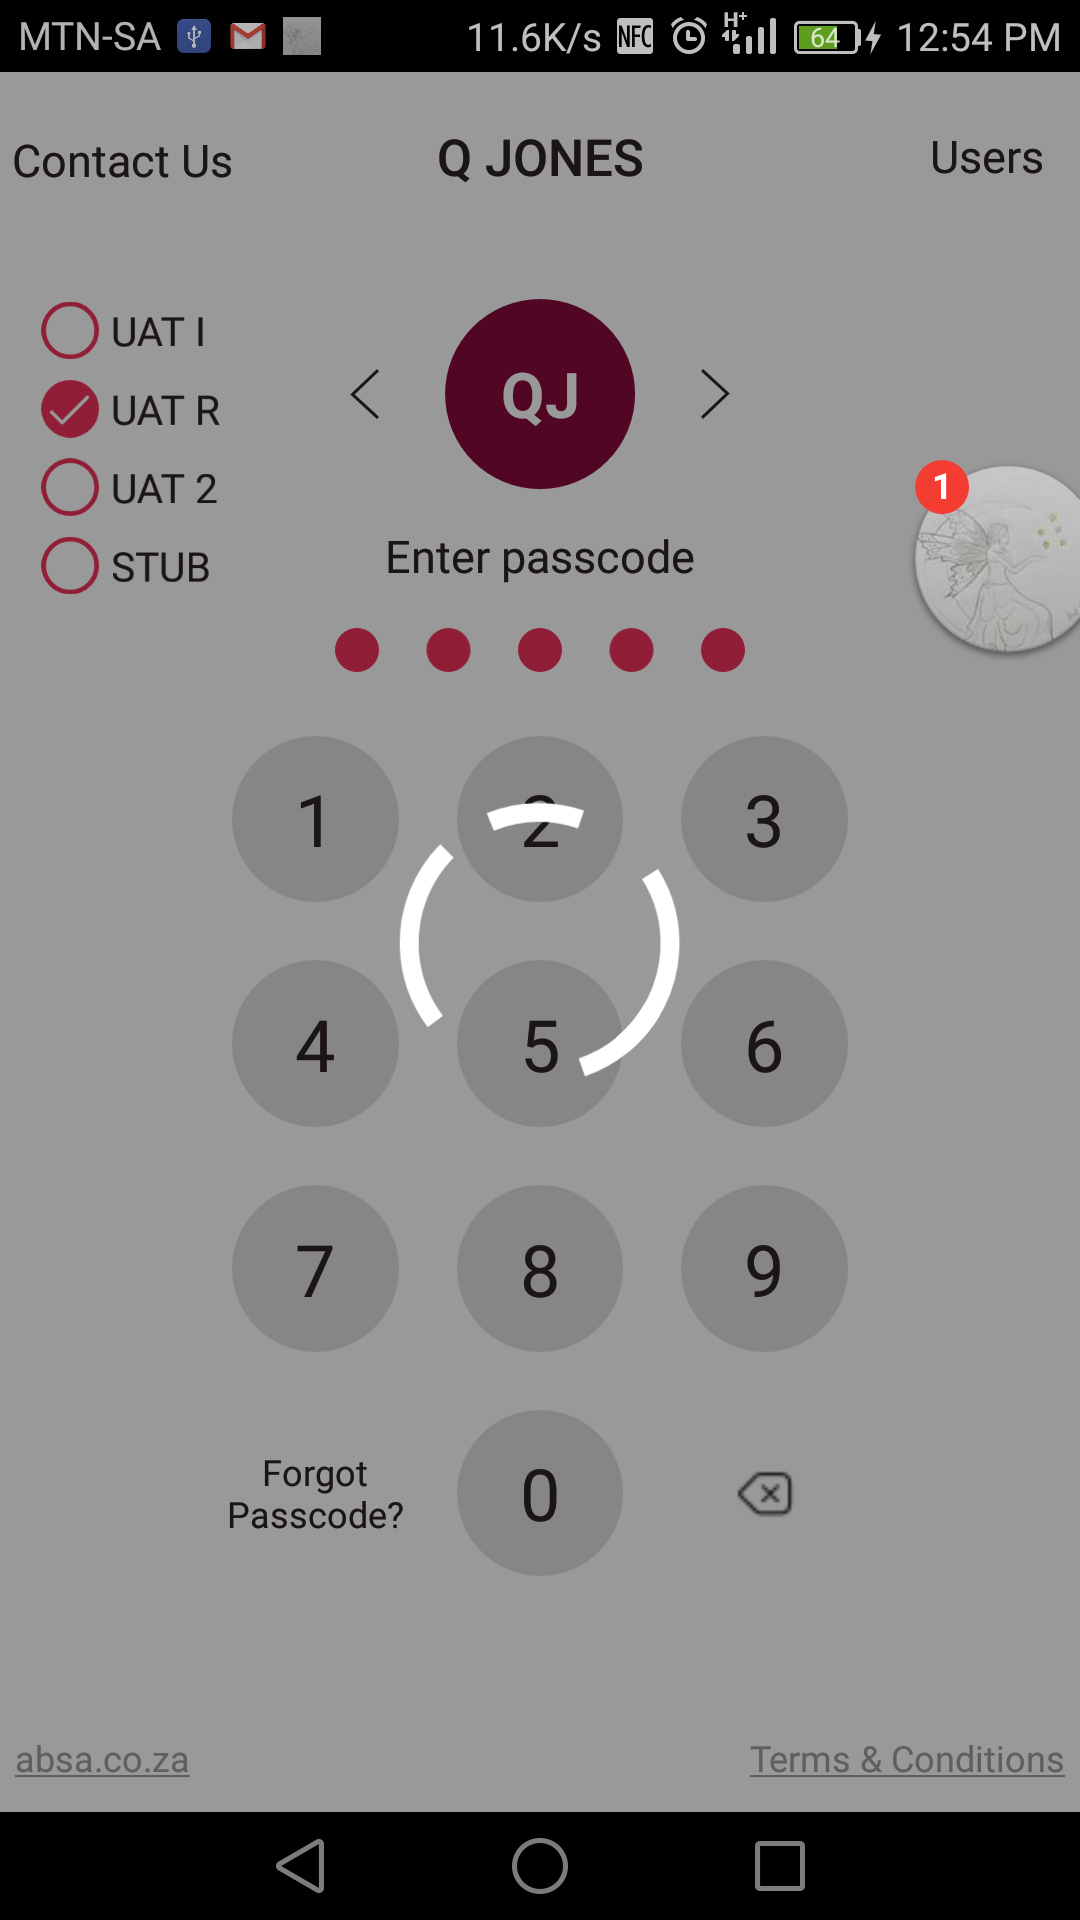 MTN-SA 11.6K/s NFC H+ 64 12:54 PM
Contact Us Q JONES Users
UAT I
UAT R
UAT 2
STUB
QJ
1
Enter passcode
1 2 3
4 5 6
7 8 9
Forgot
Passcode?
0
absa.co.za Terms & Conditions